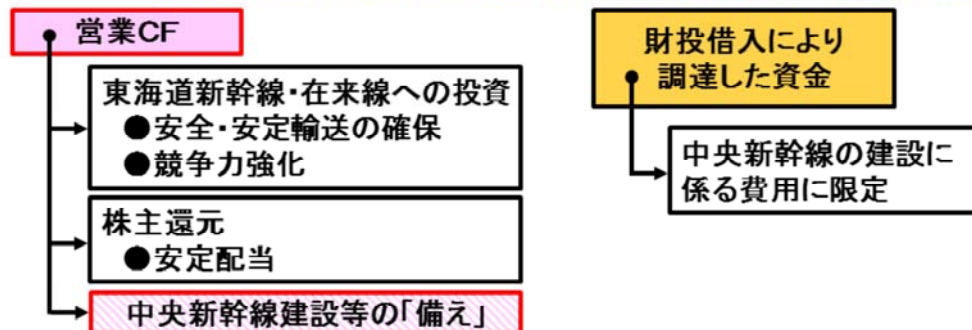 営業CF
東海道新幹線・在来線への投資
●安全・安定輸送の確保
●競争力強化
株主還元
●安定配当
中央新幹線建設等の「備え」
財投借入により
調達した資金
中央新幹線の建設に
係る費用に限定